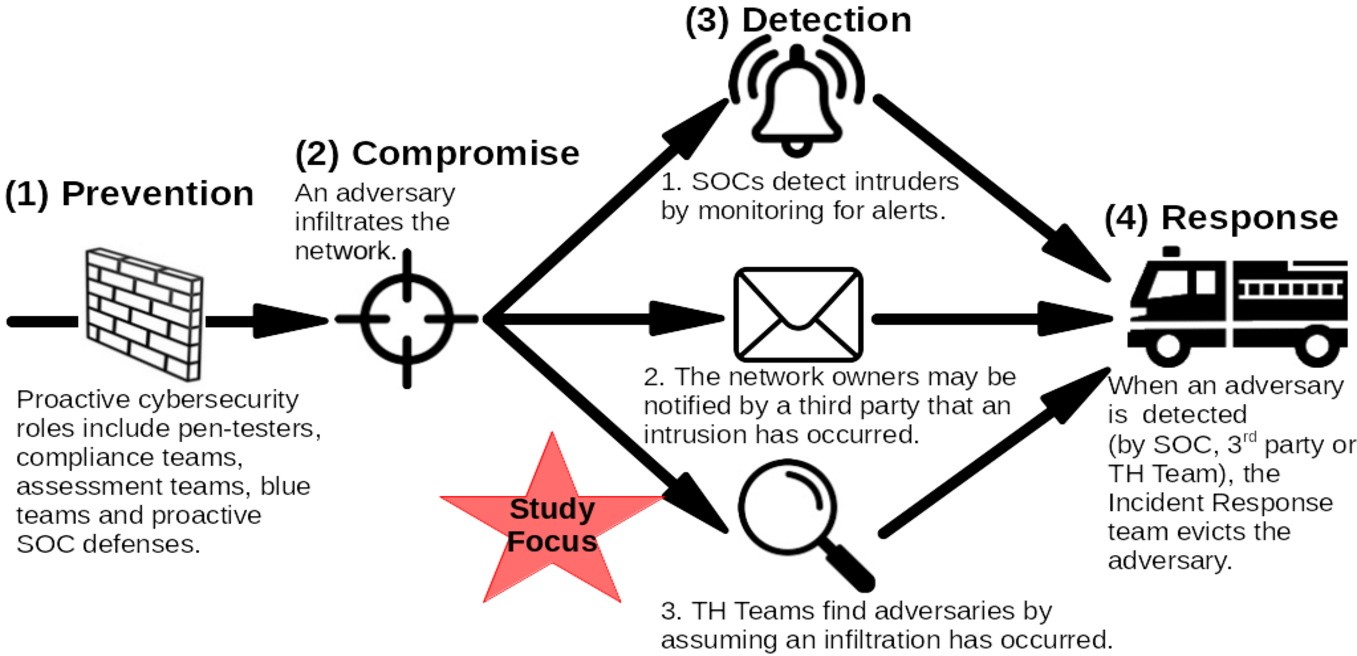 (1) Prevention
Proactive cybersecurity
roles include pen-testers,
compliance teams,
assessment teams, blue
teams and proactive
SOC defenses.
(2) Compromise
An adversary
infiltrates the
network.
(3) Detection
1. SOCs detect intruders
by monitoring for alerts.
2. The network owners may be
notified by a third party that an
intrusion has occurred.
Study
Focus
3. TH Teams find adversaries by
assuming an infiltration has occurred.
(4) Response
When an adversary
is detected
(by SOC, 3rd party or
TH Team), the
Incident Response
team evicts the
adversary.